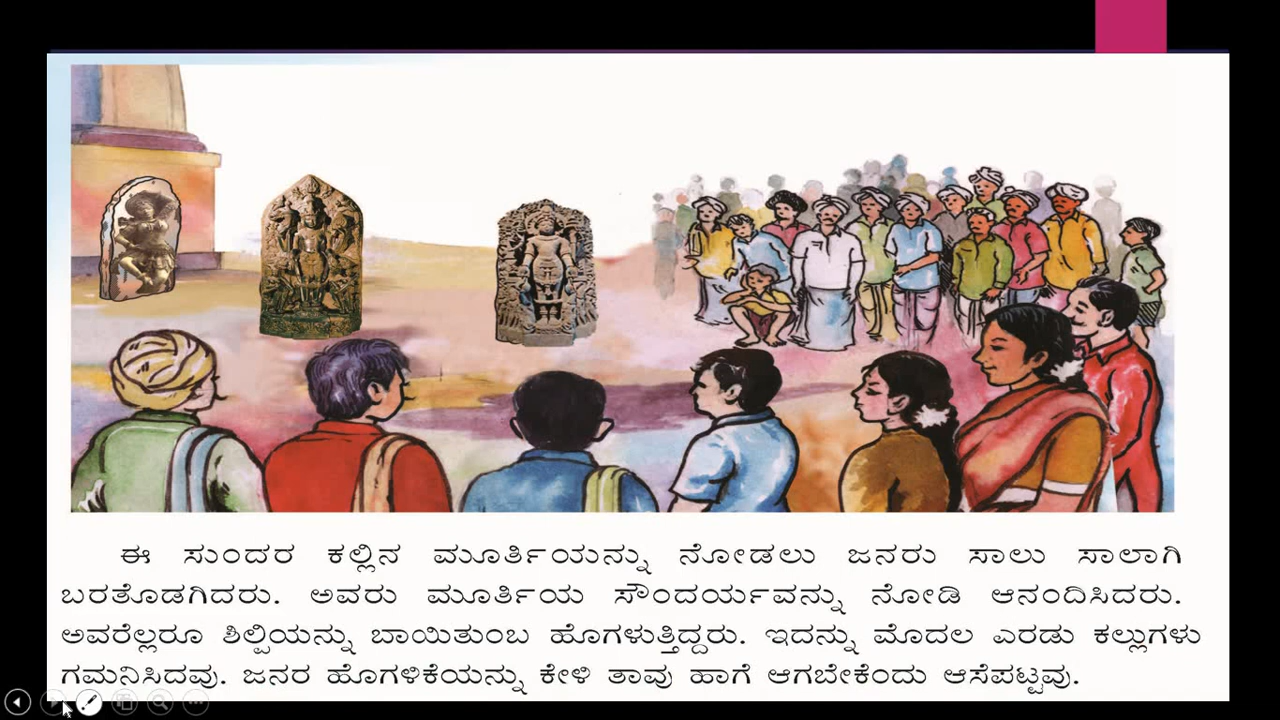 ಈ ಸುಂದರ ಕಲ್ಲಿನ ಮೂರ್ತಿಯನ್ನು ನೋಡಲು ಜನರು ಸಾಲು ಸಾಲಾಗಿ
ಬರತೊಡಗಿದರು. ಅವರು ಮೂರ್ತಿಯ ಸೌಂದರ್ಯವನ್ನು ನೋಡಿ ಆನಂದಿಸಿದರು.
ಅವರೆಲ್ಲರೂ ಶಿಲ್ಪಿಯನ್ನು ಬಾಯಿತುಂಬ ಹೊಗಳುತ್ತಿದ್ದರು. ಇದನ್ನು ಮೊದಲ ಎರಡು ಕಲ್ಲುಗಳು
ಗಮನಿಸಿದವು. ಜನರ ಹೊಗಳಿಕೆಯನ್ನು ಕೇಳಿ ತಾವು ಹಾಗೆ ಆಗಬೇಕೆಂದು ಆಸೆಪಟ್ಟವು.